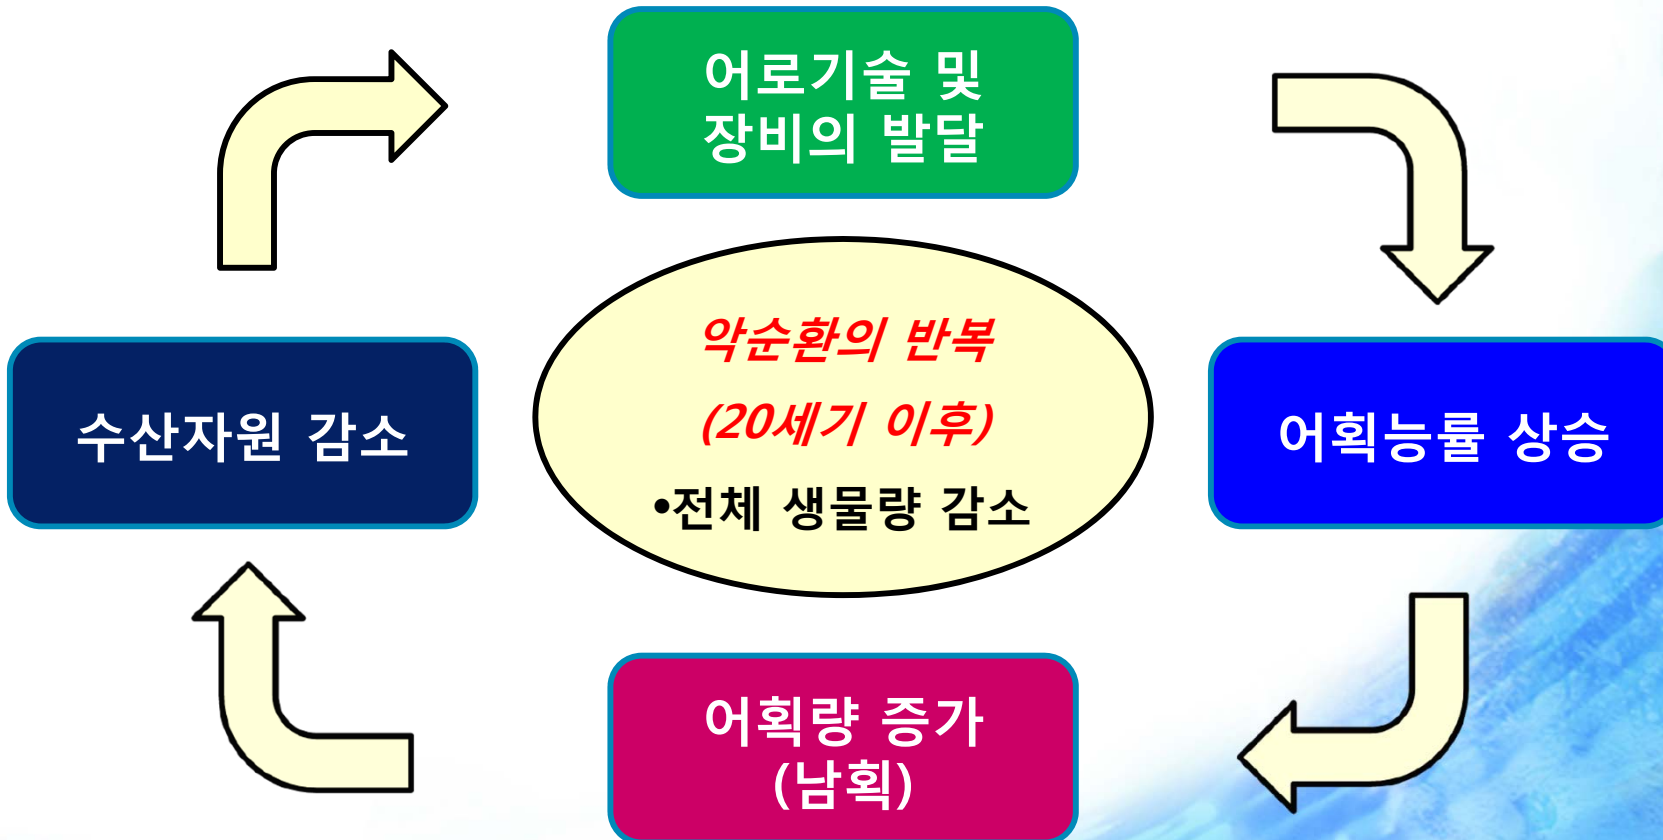 어로기술 및
장비의 발달
악순환의 반복
(20세기 이후)
•전체 생물량 감소
수산자원 감소
어획능률 상승
어획량 증가
(남획)